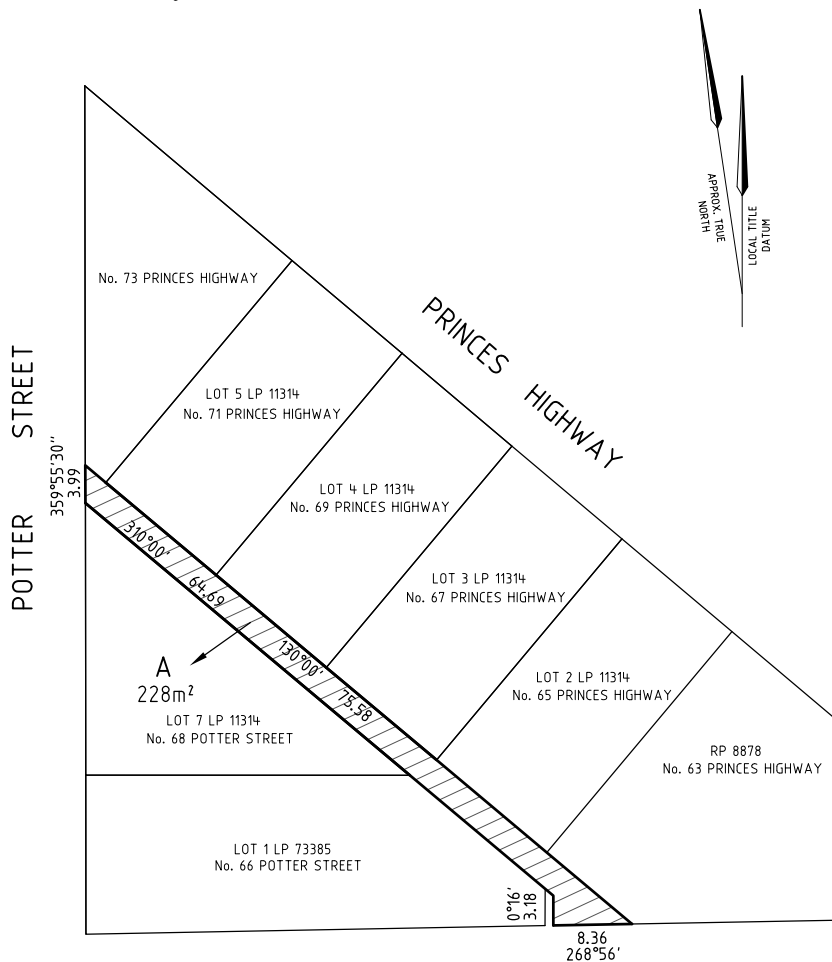 APPROX. TRUE
NORTH
LOCAL TITLE
DATUM
No. 73 PRINCES HIGHWAY
PRINCES HIGHWAY
LOT 5 LP 11314
No. 71 PRINCES HIGHWAY
POTTER STREET
359°55'30"
3.99
LOT 4 LP 11314
No. 69 PRINCES HIGHWAY
310°00'
64.69
LOT 3 LP 11314
No. 67 PRINCES HIGHWAY
130°00'
75.58
A
228m²
LOT 2 LP 11314
No. 65 PRINCES HIGHWAY
LOT 7 LP 11314
No. 68 POTTER STREET
RP 8878
No. 63 PRINCES HIGHWAY
LOT 1 LP 73385
No. 66 POTTER STREET
0°16'
3.18
8.36
268°56'